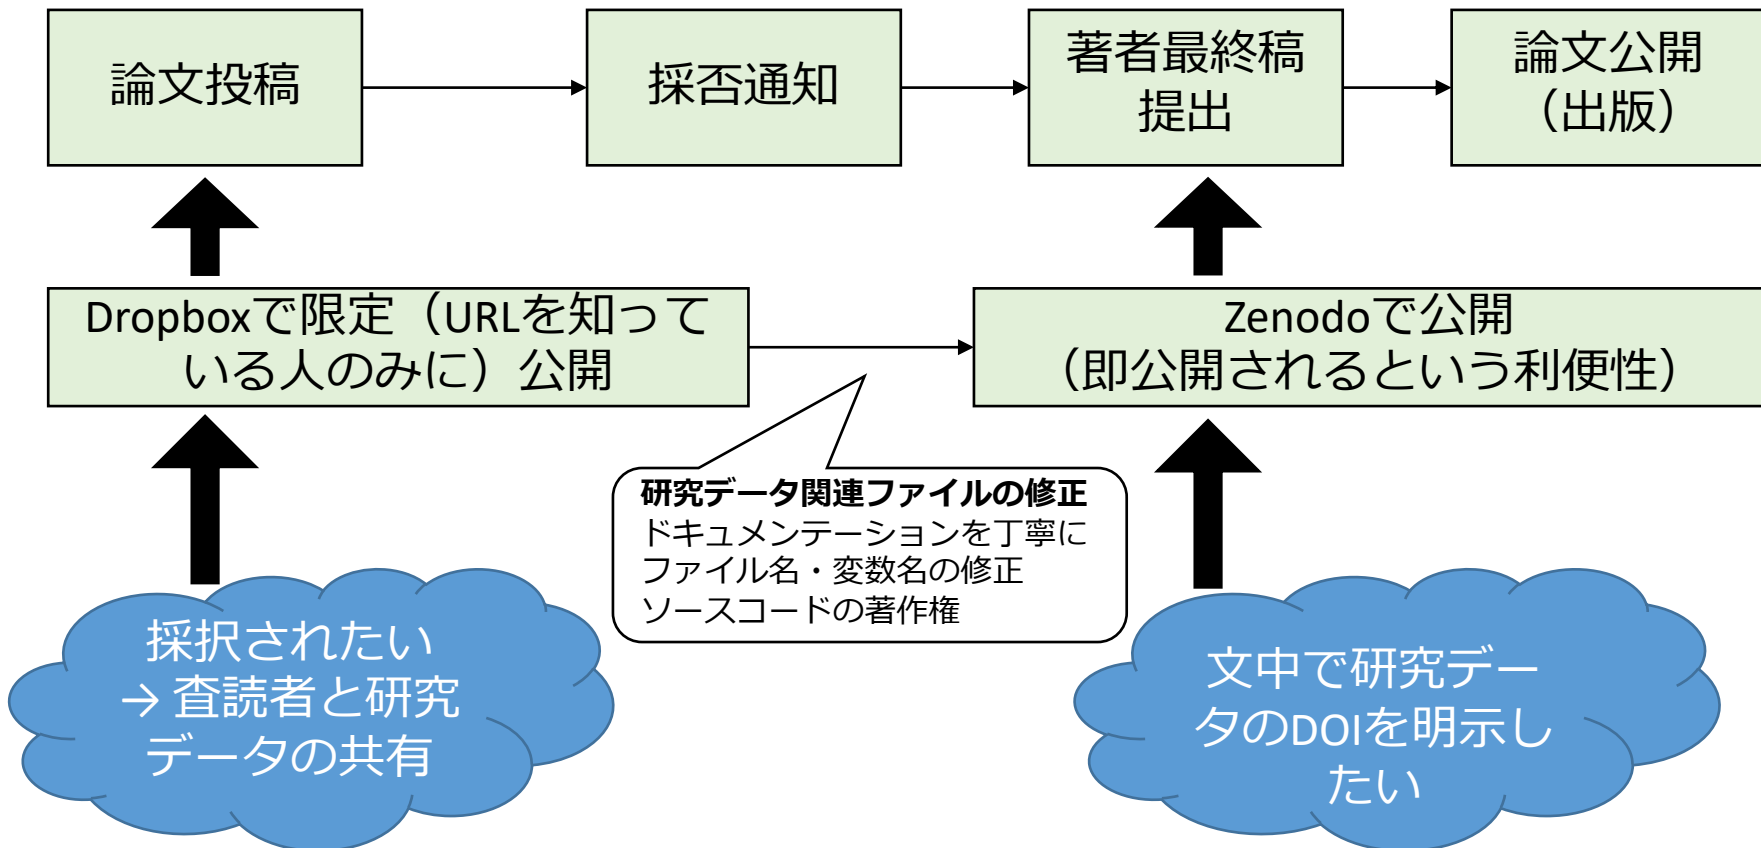 論文投稿
採否通知
著者最終稿
提出
論文公開
（出版）
Dropboxで限定（URLを知って
いる人のみに）公開
Zenodoで公開
（即公開されるという利便性）
研究データ関連ファイルの修正
ドキュメンテーションを丁寧に
ファイル名・変数名の修正
ソースコードの著作権
採択されたい
→ 査読者と研究
データの共有
文中で研究デー
タのDOIを明示し
たい